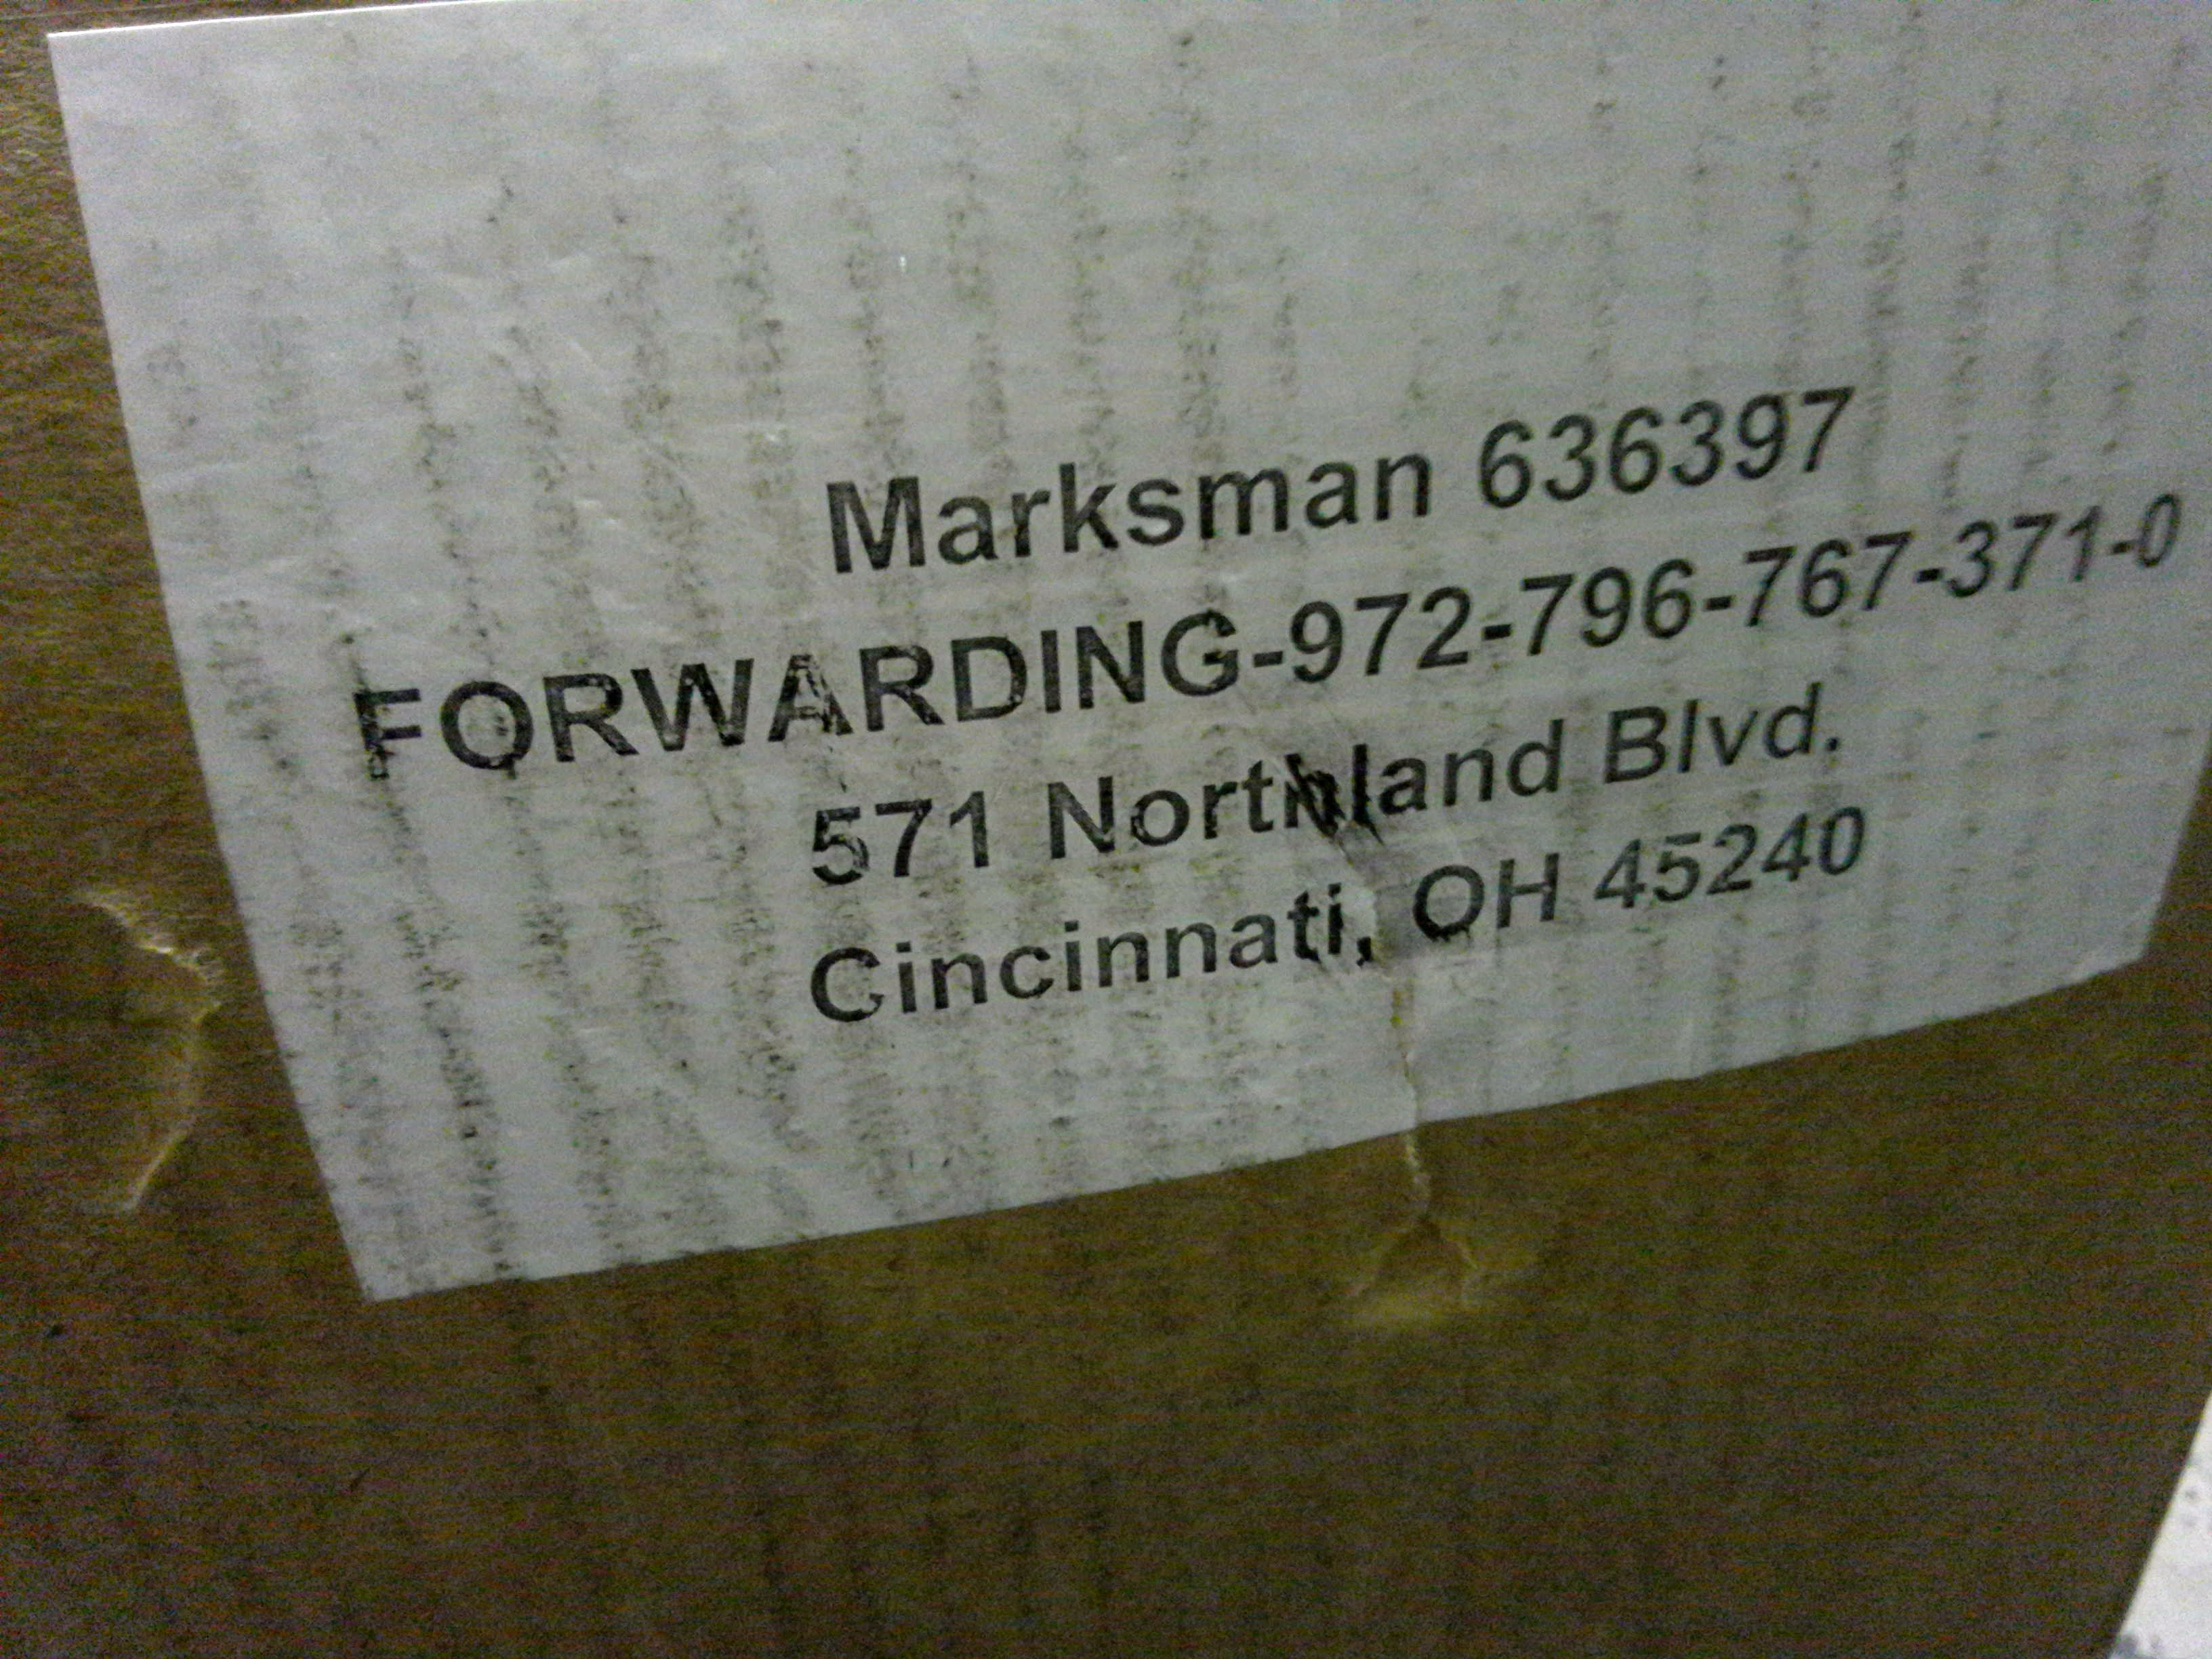 Marksman 636397
FORWARDING-972-796-767-371-0
571 Northland Blvd.
Cincinnati, OH 45240